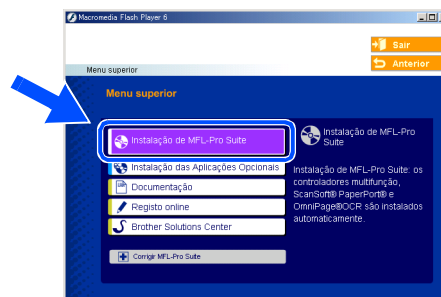 Macromedia Flash Player 6
Sair
Anterior
Menu superior
Menu superior
Instalação de MFL-Pro Suite
Instalação das Aplicações Opcionais
Documentação
Registo online
Brother Solutions Center
Corrigir MFL-Pro Suite
Instalação de MFL-Pro
Suite
Instalação de MFL-Pro Suite: os
controladores multifunção,
ScanSoft® PaperPort® e
OmniPage®OCR são instalados
automaticamente.